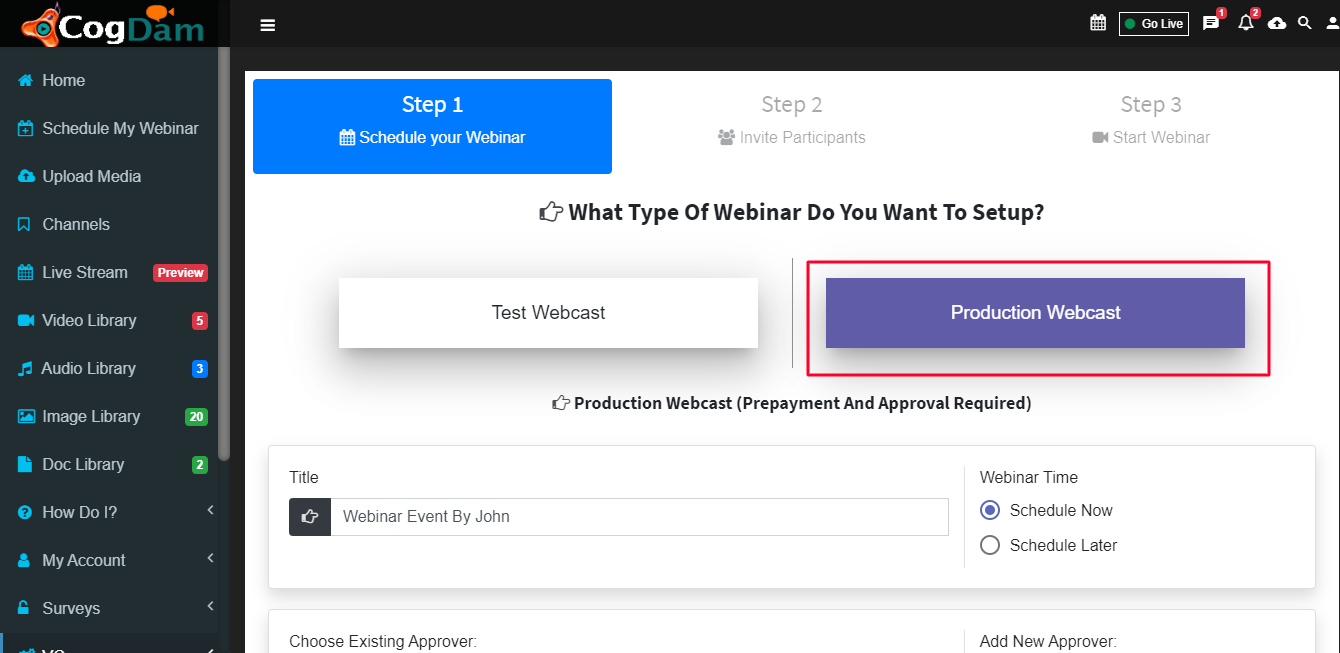 CogDam
1
2
Go Live
Home
Schedule My Webinar
Upload Media
Channels
Live Stream Preview
Video Library 5
Audio Library 3
Image Library 20
Doc Library 2
How Do I?
My Account
Surveys
Step 1
Schedule your Webinar
Step 2
Invite Participants
Step 3
Start Webinar
What Type Of Webinar Do You Want To Setup?
Test Webcast
Production Webcast
Production Webcast (Prepayment And Approval Required)
Title
Webinar Event By John
Webinar Time
Schedule Now
Schedule Later
Choose Existing Approver:
Add New Approver: